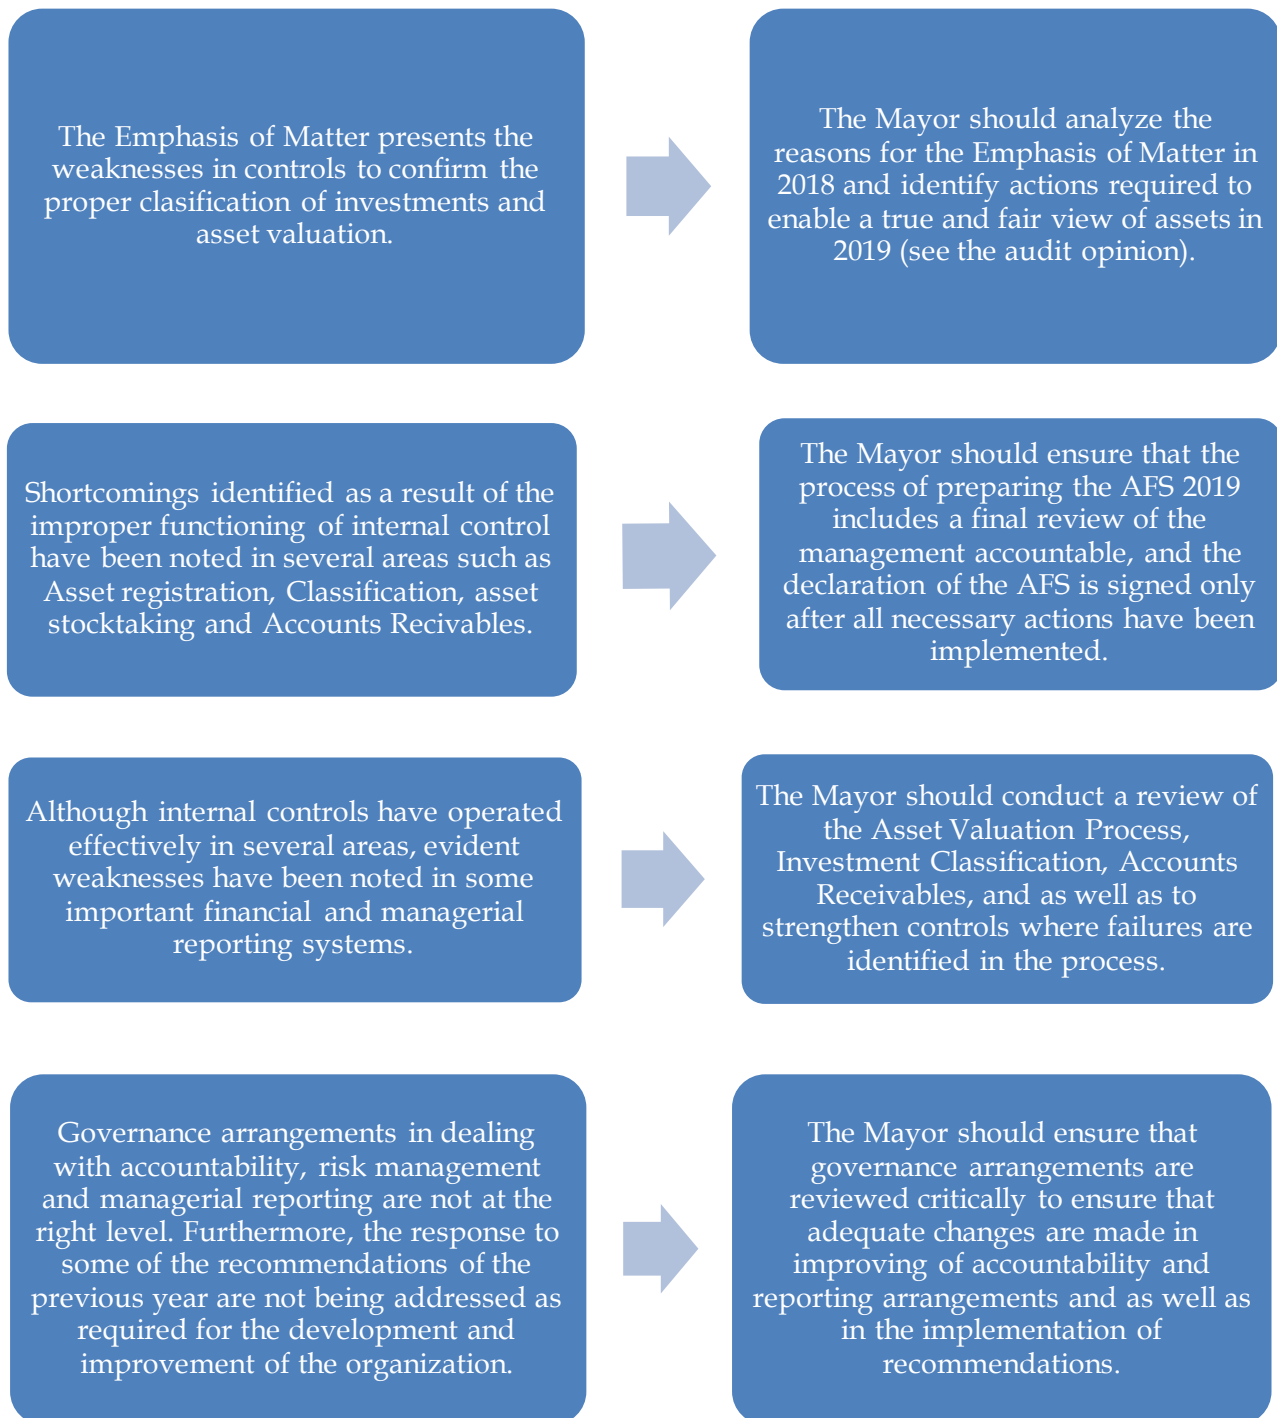 The Emphasis of Matter presents the
weaknesses in controls to confirm the
proper clasification of investments and
asset valuation.
The Mayor should analyze the
reasons for the Emphasis of Matter in
2018 and identify actions required to
enable a true and fair view of assets in
2019 (see the audit opinion).
Shortcomings identified as a result of the
improper functioning of internal control
have been noted in several areas such as
Asset registration, Classification, asset
stocktaking and Accounts Recivables.
The Mayor should ensure that the
process of preparing the AFS 2019
includes a final review of the
management accountable, and the
declaration of the AFS is signed only
after all necessary actions have been
implemented.
Although internal controls have operated
effectively in several areas, evident
weaknesses have been noted in some
important financial and managerial
reporting systems.
The Mayor should conduct a review of
the Asset Valuation Process,
Investment Classification, Accounts
Receivables, and as well as to
strengthen controls where failures are
identified in the process.
Governance arrangements in dealing
with accountability, risk management
and managerial reporting are not at the
right level. Furthermore, the response to
some of the recommendations of the
previous year are not being addressed as
required for the development and
improvement of the organization.
The Mayor should ensure that
governance arrangements are
reviewed critically to ensure that
adequate changes are made in
improving of accountability and
reporting arrangements and as well as
in the implementation of
recommendations.